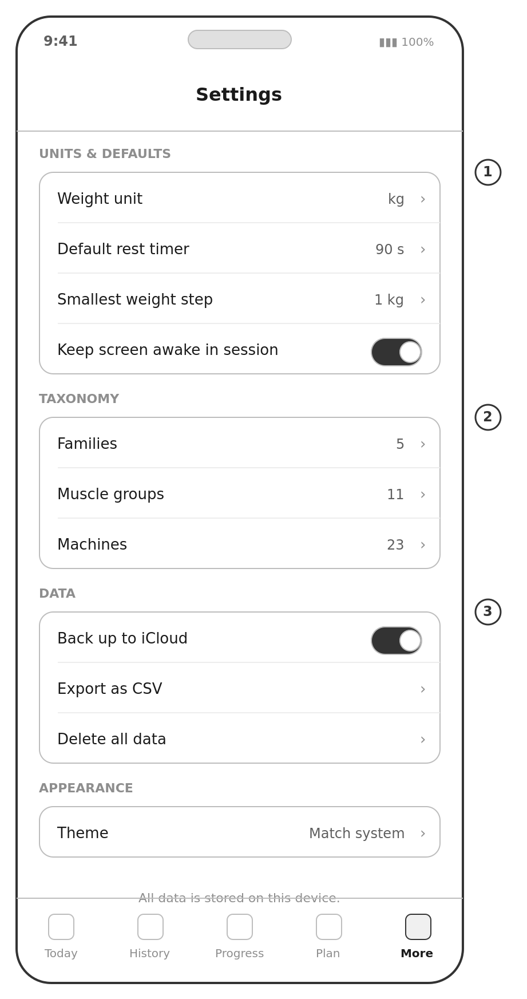 9:41
100%
Settings
UNITS & DEFAULTS
1
Weight unit kg ›
Default rest timer 90 s ›
Smallest weight step 1 kg ›
Keep screen awake in session
TAXONOMY
2
Families 5 ›
Muscle groups 11 ›
Machines 23 ›
DATA
3
Back up to iCloud
Export as CSV ›
Delete all data ›
APPEARANCE
Theme Match system ›
All data is stored on this device.
Today History Progress Plan More